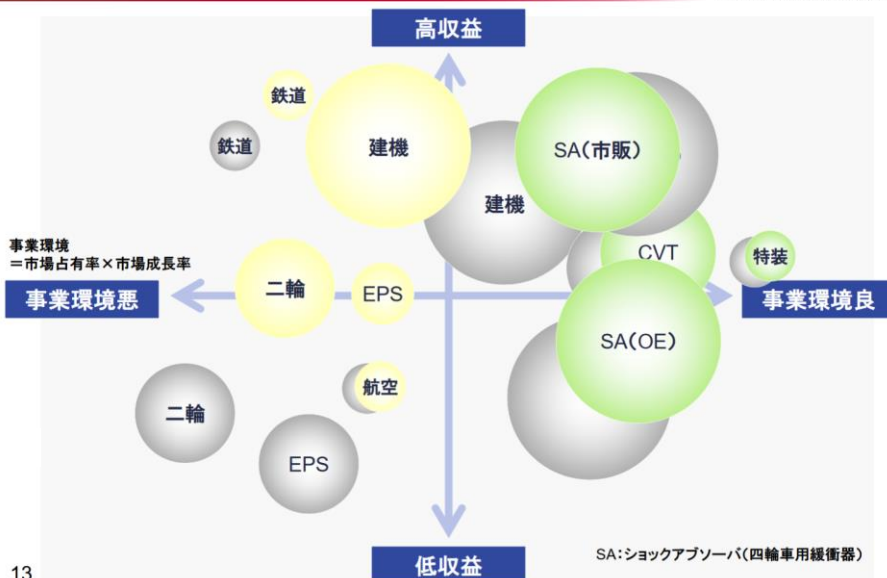 高収益
鉄道
鉄道
建機
SA(市販)
建機
事業環境
＝市場占有率×市場成長率
CVT
特装
事業環境悪
二輪
EPS
事業環境良
SA(OE)
航空
二輪
EPS
低収益
SA:ショックアブソーバ(四輪車用緩衝器)
13